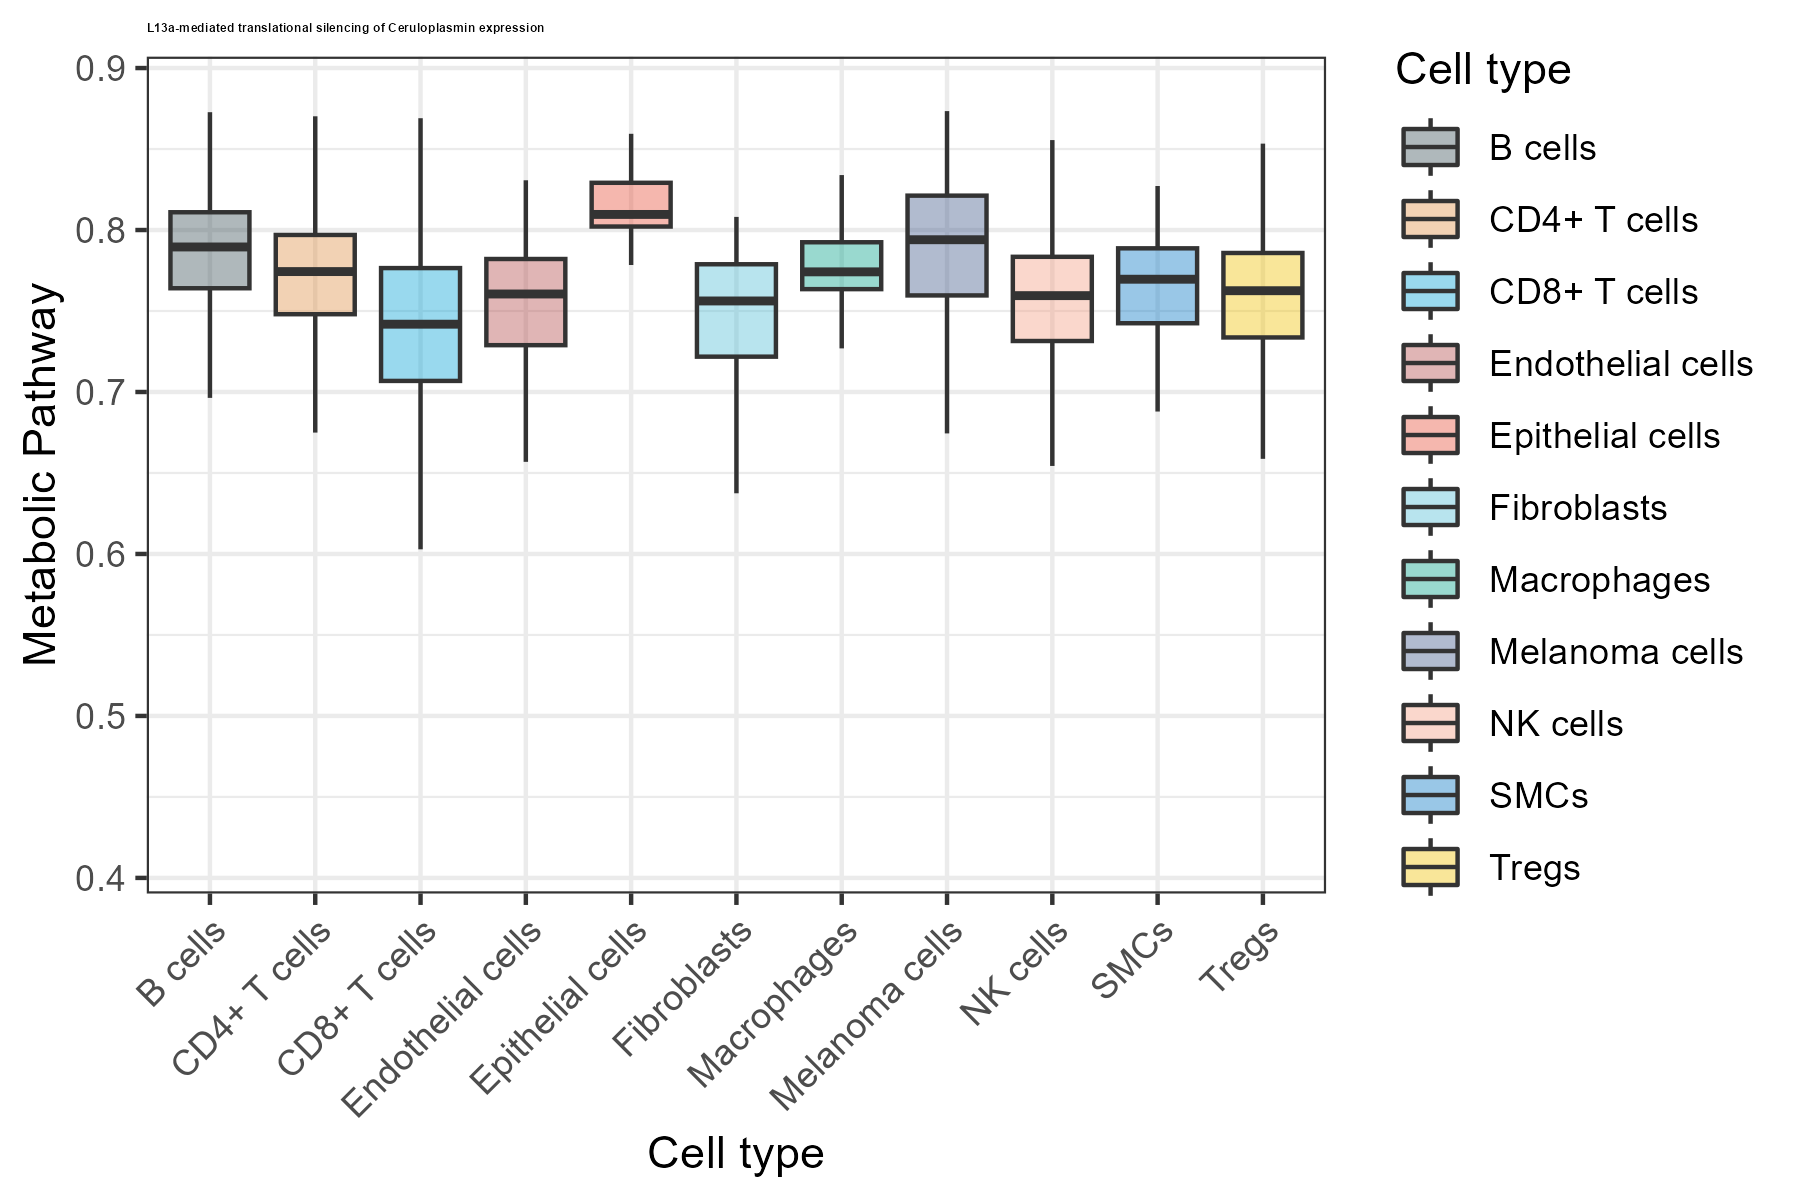 L13a-mediated translational silencing of Ceruloplasmin expression
Metabolic Pathway
0.9
0.8
0.7
0.6
0.5
0.4
B cells
CD4+ T cells
CD8+ T cells
Endothelial cells
Epithelial cells
Fibroblasts
Macrophages
Melanoma cells
NK cells
SMCs
Tregs
Cell type
Cell type
B cells
CD4+ T cells
CD8+ T cells
Endothelial cells
Epithelial cells
Fibroblasts
Macrophages
Melanoma cells
NK cells
SMCs
Tregs